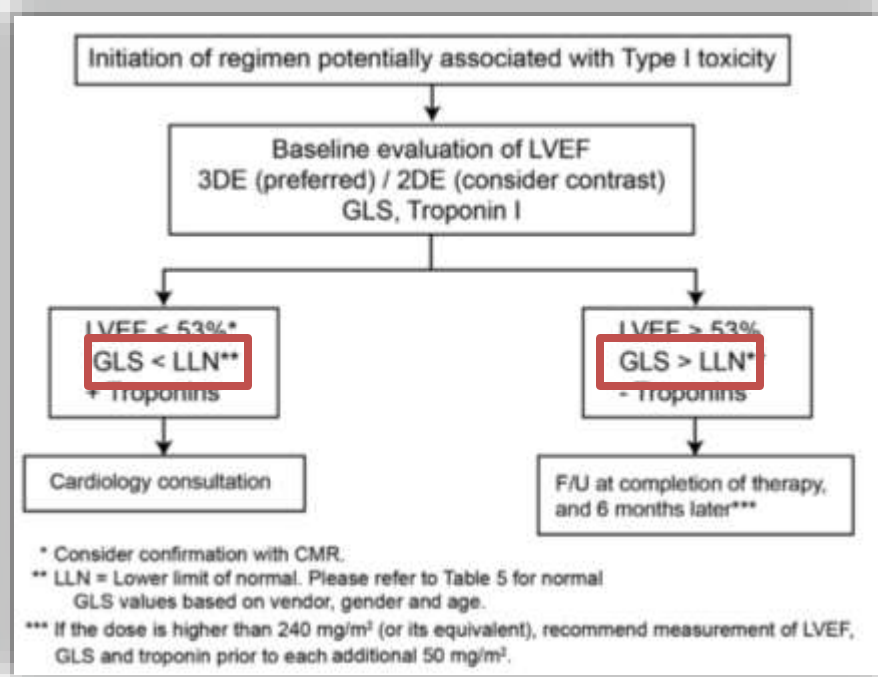 Initiation of regimen potentially associated with Type I toxicity
Baseline evaluation of LVEF
3DE (preferred) / 2DE (consider contrast)
GLS, Troponin I
LVEF < 53%*
GLS < LLN**
+ Troponins
LVEF > 53%
GLS > LLN*
- Troponins
Cardiology consultation
F/U at completion of therapy,
and 6 months later***
* Consider confirmation with CMR.
** LLN = Lower limit of normal. Please refer to Table 5 for normal
GLS values based on vendor, gender and age.
*** If the dose is higher than 240 mg/m² (or its equivalent), recommend measurement of LVEF,
GLS and troponin prior to each additional 50 mg/m².